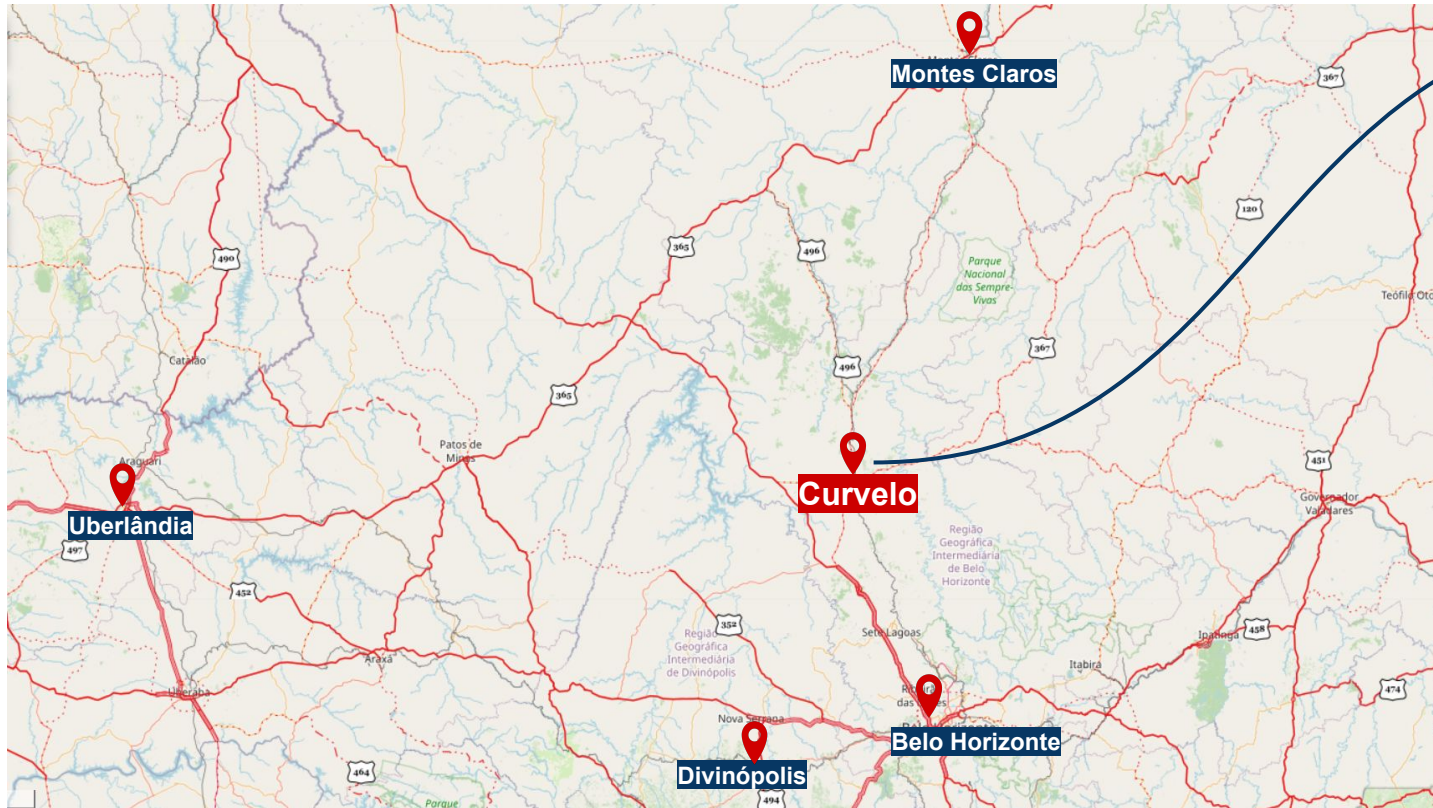 Montes Claros
367
120
365
496
490
Parque
Nacional
das Sempre-
Vivas
Teófilo Oto
367
496
Catalão
365
Patos de
Minas
Araguari
451
Curvelo
Governador
Valadares
Uberlândia
Região
Geográfica
Intermediária
de Belo
Horizonte
497
452
352
Sete Lagoas
458
Ipatinga
Região
Geográfica
Intermediária
de Divinópolis
Araxá
Itabira
Uberaba
474
das
Nova Serrana
Belo Horizonte
464
Divinópolis
494
Parque